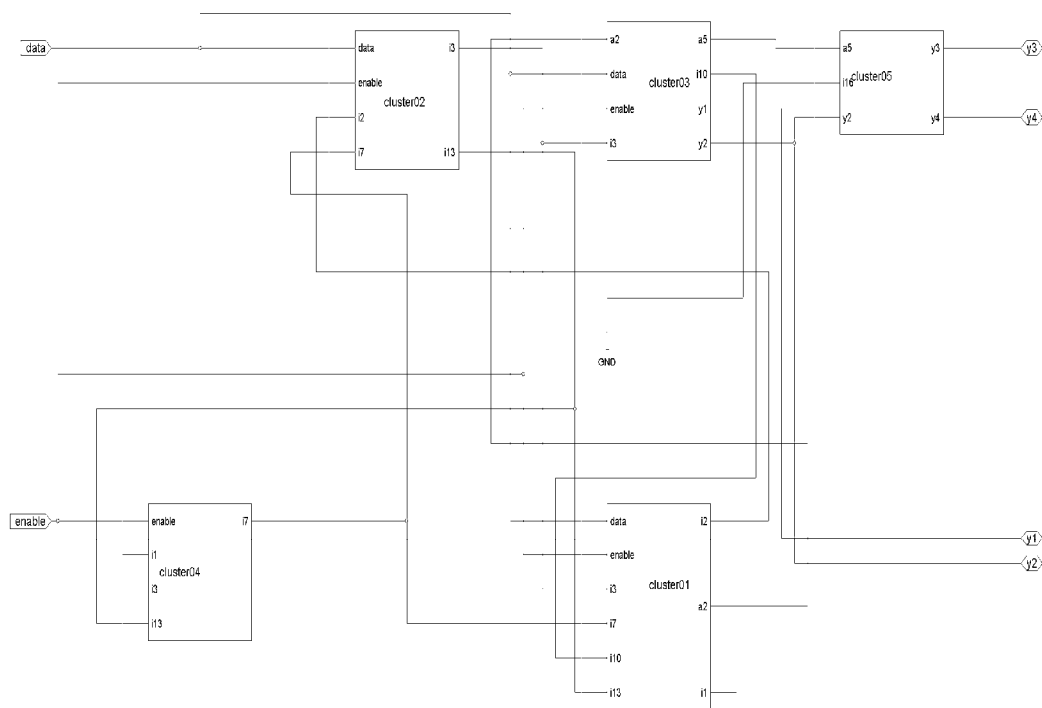 data
data
enable
cluster02
i2
i7
i3
i13
a2
data
enable
i3
cluster03
a5
i10
y1
y2
a5
i16
y2
cluster05
y3
y4
y3
y4
GND
enable
enable
i1
cluster04
i3
i13
i7
data
enable
i3
i7
i10
i13
cluster01
i2
a2
i1
y1
y2